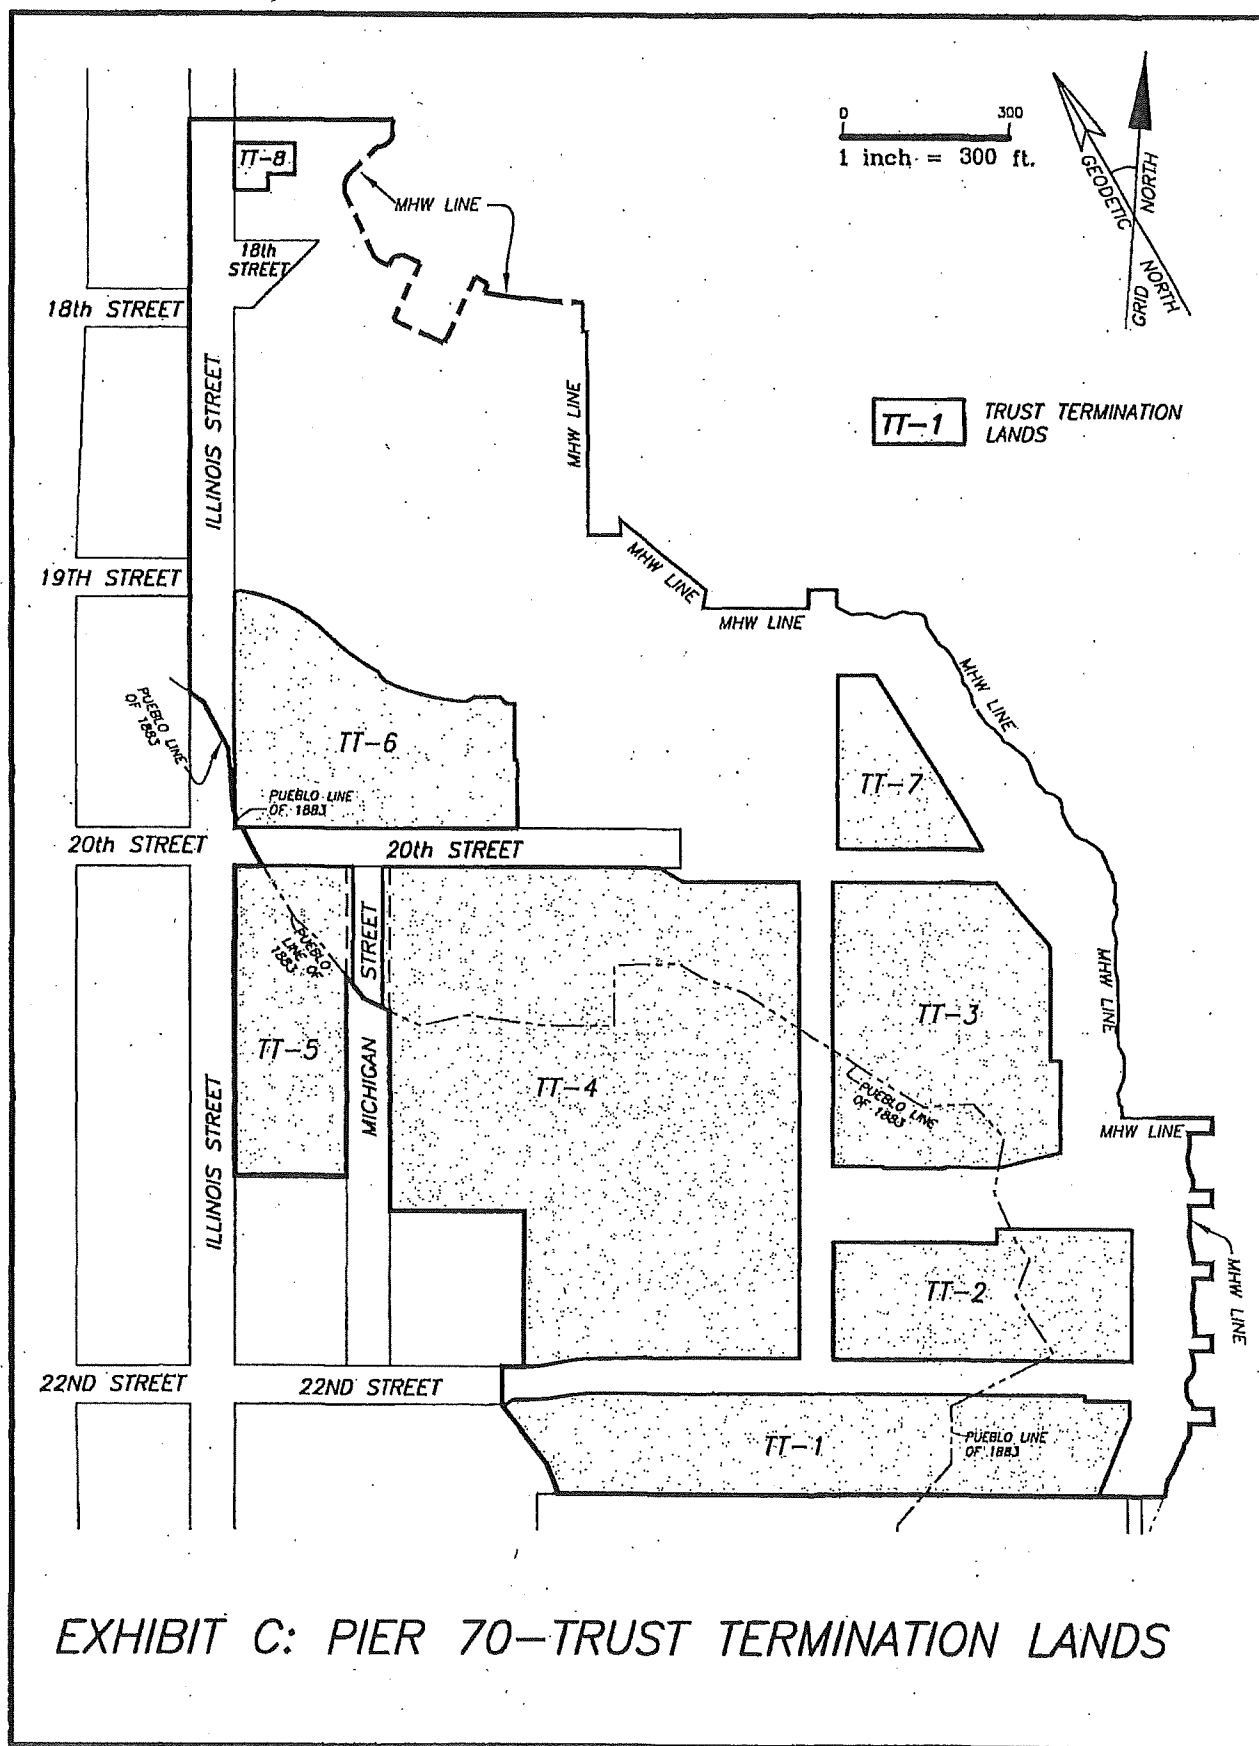 0 300
1 inch = 300 ft.
GEODETIC
NORTH
GRID
NORTH
TT-8
MHW LINE
18th
STREET
18th STREET
ILLINOIS STREET
MHW LINE
TT-1
TRUST TERMINATION
LANDS
MHW LINE
19TH STREET
MHW LINE
MHW LINE
PUEBLO LINE
OF 1883
TT-6
TT-7
PUEBLO LINE
OF 1883
20th STREET
20th STREET
PUEBLO
LINE OF
1883
STREET
MHW LINE
TT-3
TT-5
TT-4
MICHIGAN
PUEBLO LINE
OF 1883
MHW LINE
ILLINOIS STREET
TT-2
MHW LINE
22ND STREET
22ND STREET
TT-1
PUEBLO LINE
OF 1883
EXHIBIT C: PIER 70-TRUST TERMINATION LANDS